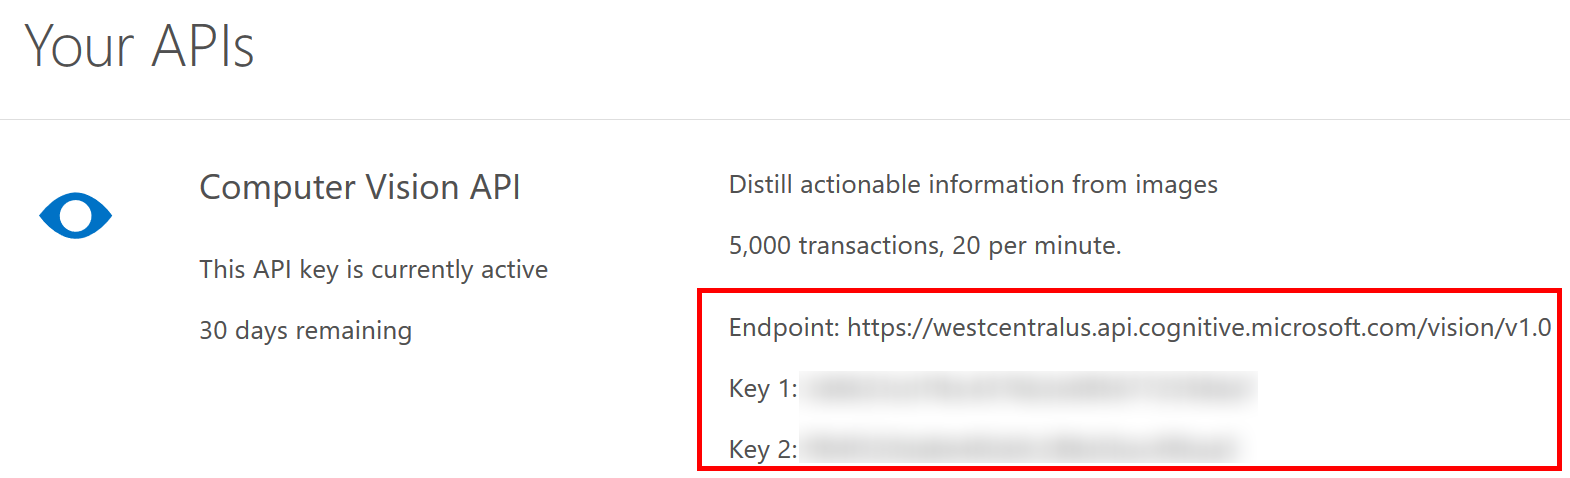 Your APIs
Computer Vision API
This API key is currently active
30 days remaining
Distill actionable information from images
5,000 transactions, 20 per minute.
Endpoint: https://westcentralus.api.cognitive.microsoft.com/vision/v1.0
Key 1:
Key 2: